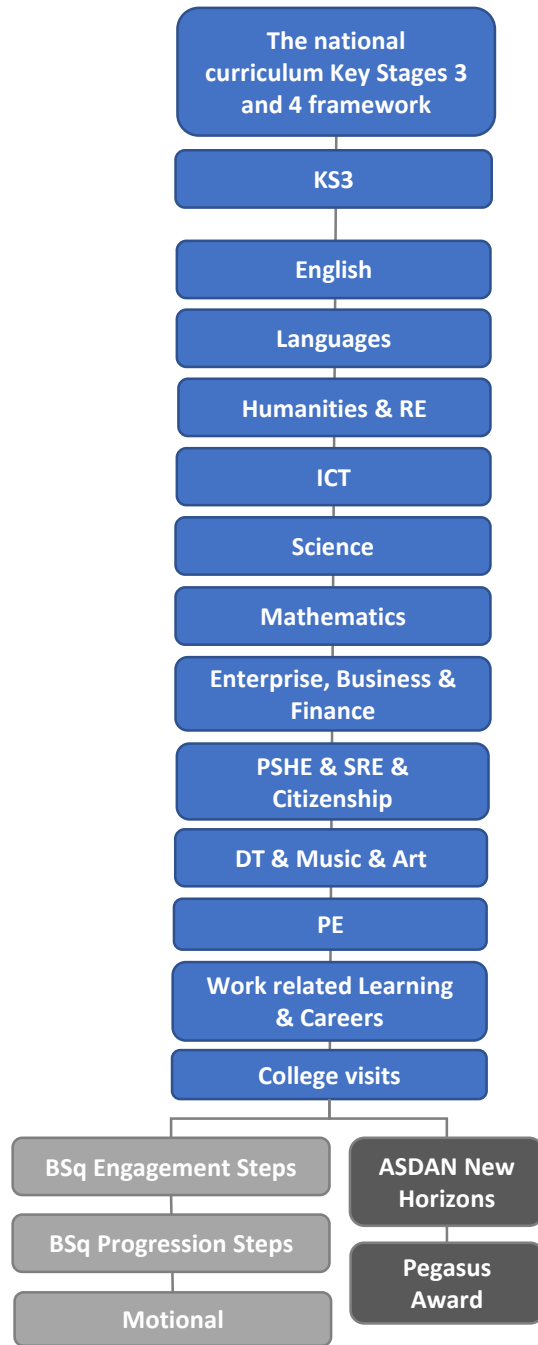 The national
curriculum Key Stages 3
and 4 framework
KS3
English
Languages
Humanities & RE
ICT
Science
Mathematics
Enterprise, Business &
Finance
PSHE & SRE &
Citizenship
DT & Music & Art
PE
Work related Learning
& Careers
College visits
BSq Engagement Steps
BSq Progression Steps
Motional
ASDAN New
Horizons
Pegasus
Award